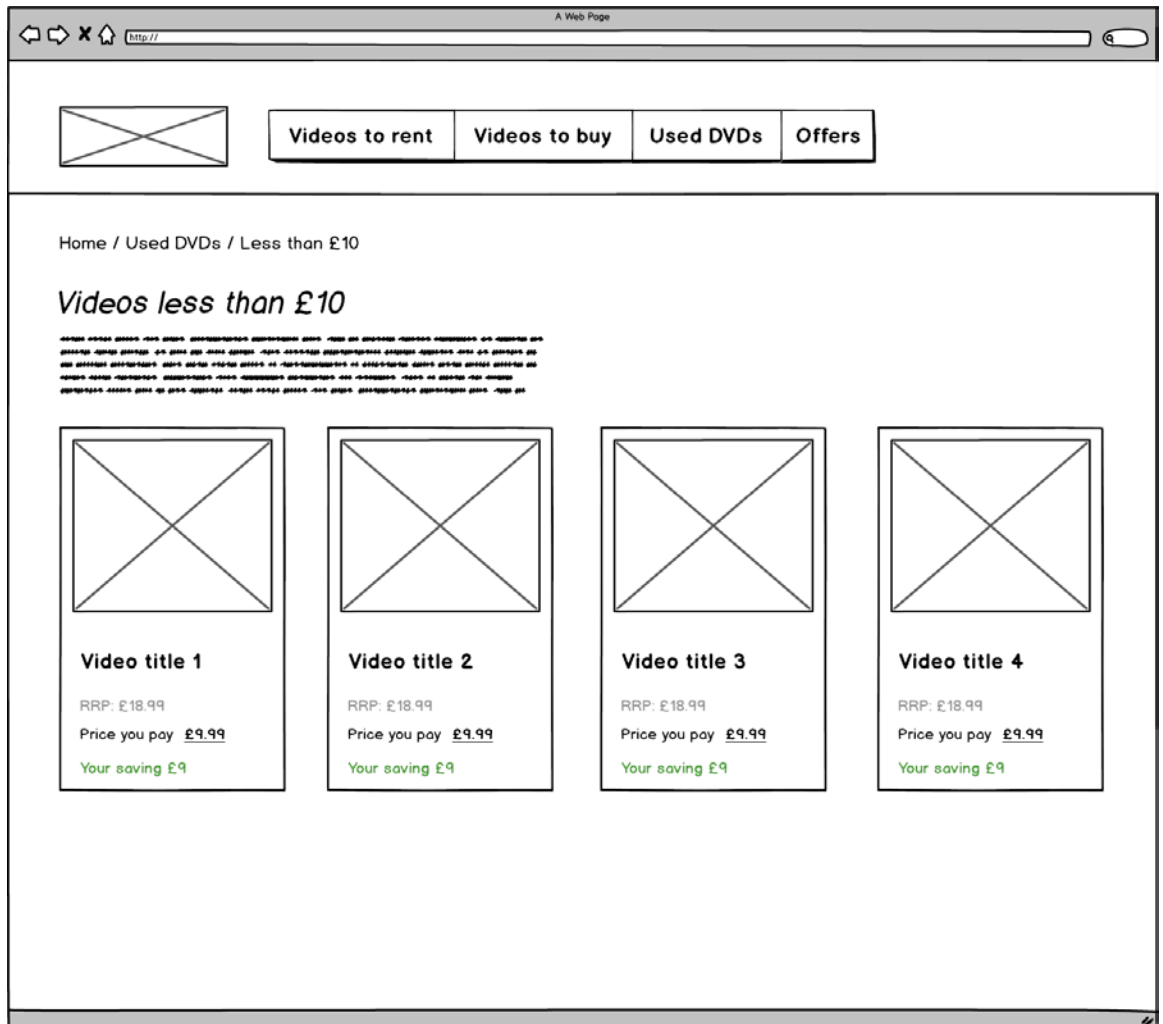 A Web Page
http://
Videos to rent
Videos to buy
Used DVDs
Offers
Home / Used DVDs / Less than £10
Videos less than £10
Video title 1
RRP: £18.99
Price you pay £9.99
Your saving £9
Video title 2
RRP: £18.99
Price you pay £9.99
Your saving £9
Video title 3
RRP: £18.99
Price you pay £9.99
Your saving £9
Video title 4
RRP: £18.99
Price you pay £9.99
Your saving £9